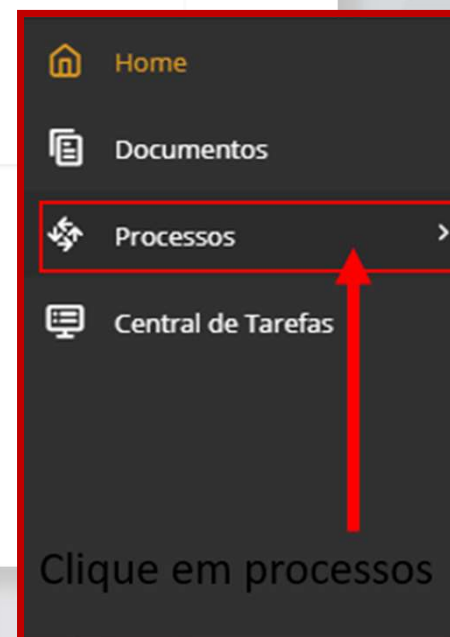 Home
Documentos
Processos
Central de Tarefas
Clique em processos